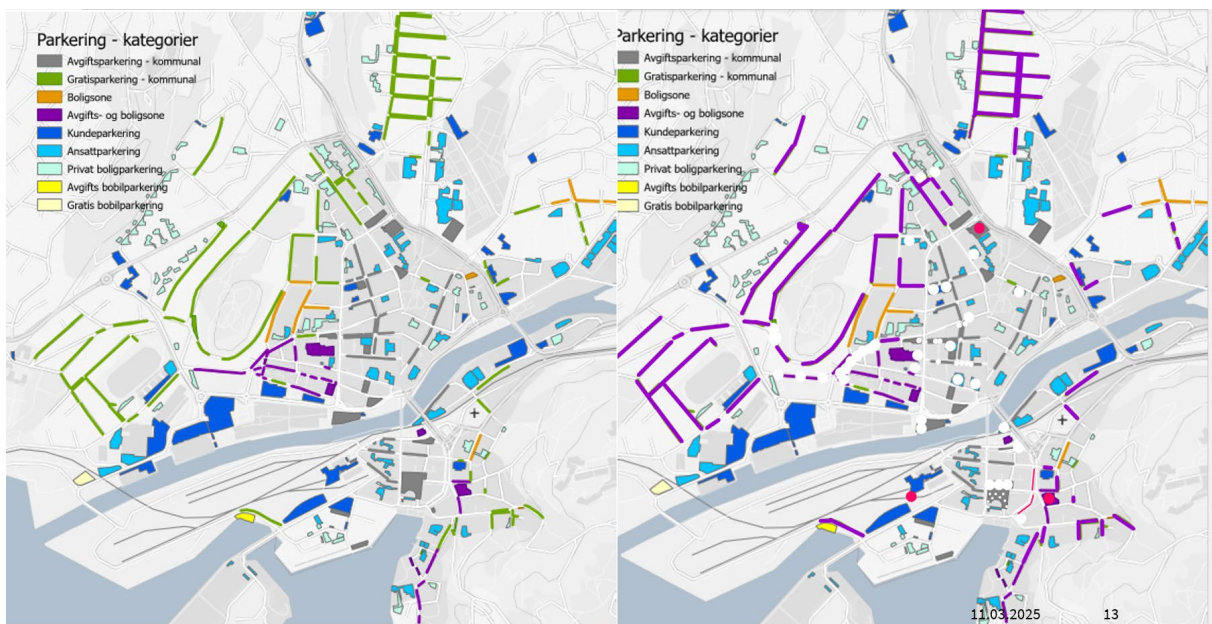 Parkering - kategorier
Avgiftsparkering - kommunal
Gratisparkering - kommunal
Boligsone
Avgifts- og boligsone
Kundeparkering
Ansattparkering
Privat boligparkering
Avgifts bobilparkering
Gratis bobilparkering
Parkering - kategorier
Avgiftsparkering - kommunal
Gratisparkering - kommunal
Boligsone
Avgifts- og boligsone
Kundeparkering
Ansattparkering
Privat boligparkering
Avgifts bobilparkering
Gratis bobilparkering
11.03.2025 13